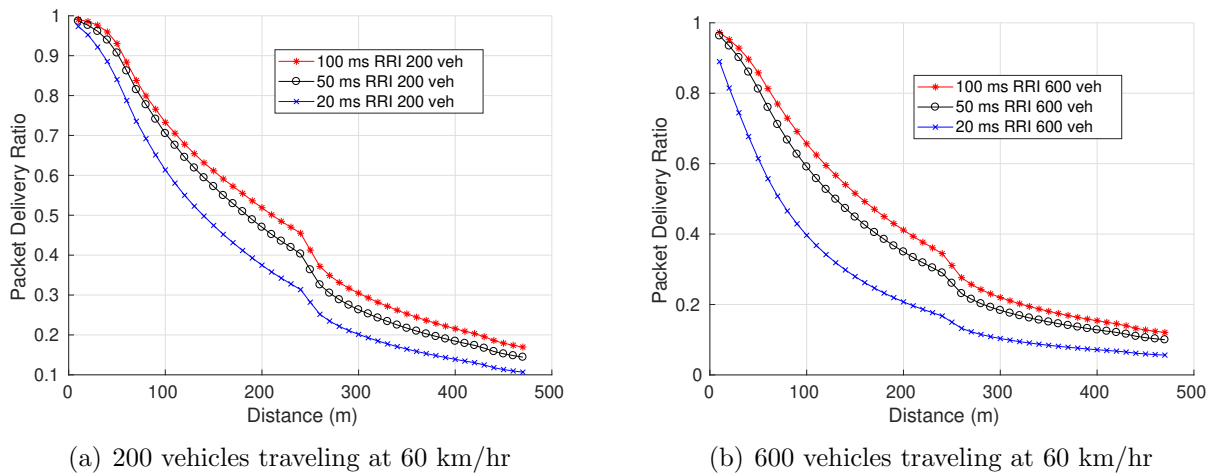 1
0.9
0.8
0.7
0.6
0.5
0.4
0.3
0.2
0.1
0
100
200
300
400
500
Packet Delivery Ratio
Distance (m)
100 ms RRI 200 veh
50 ms RRI 200 veh
20 ms RRI 200 veh
(a) 200 vehicles traveling at 60 km/hr
1
0.8
0.6
0.4
0.2
0
0
100
200
300
400
500
Packet Delivery Ratio
Distance (m)
100 ms RRI 600 veh
50 ms RRI 600 veh
20 ms RRI 600 veh
(b) 600 vehicles traveling at 60 km/hr